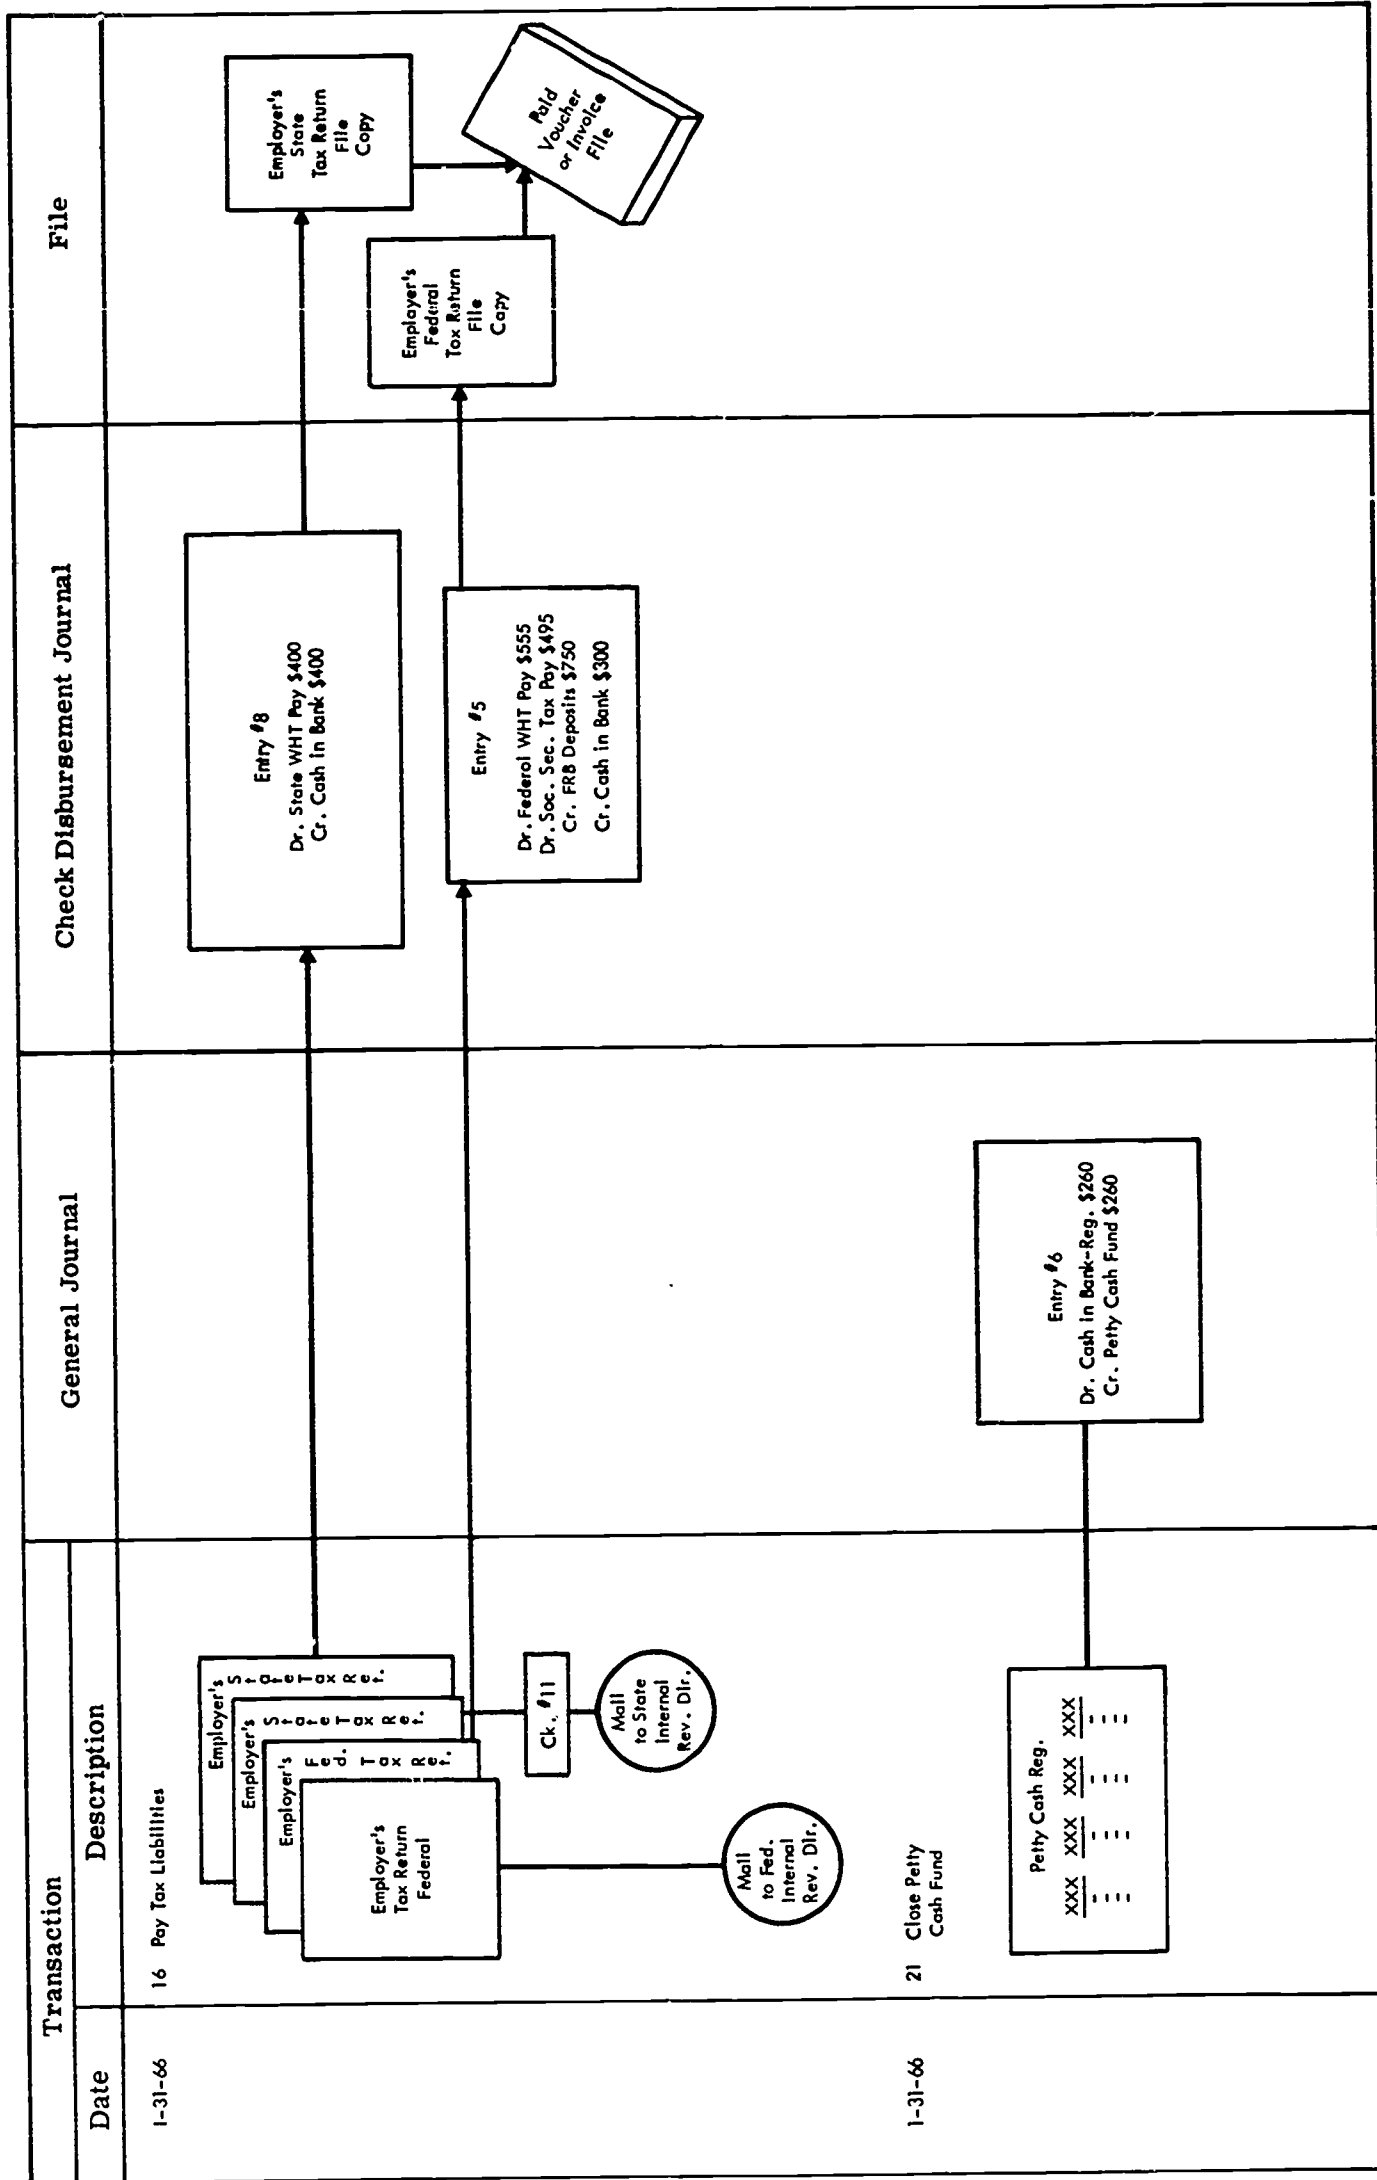 Transaction
Date
Description
General Journal
Check Disbursement Journal
File
1-31-66
16 Pay Tax Liabilities
Employer's
State Tax Ret.
Employer's
State Tax Ret.
Employer's
Fed. Tax Ret.
Employer's
Tax Return
Federal
Ck. #11
Mail
to State
Internal
Rev. Dir.
Mail
to Fed.
Internal
Rev. Dir.
Entry #8
Dr. State WHT Pay $400
Cr. Cash in Bank $400
Entry #5
Dr. Federal WHT Pay $555
Dr. Soc. Sec. Tax Pay $495
Cr. FRB Deposits $750
Cr. Cash in Bank $300
Employer's
State
Tax Return
File
Copy
Employer's
Federal
Tax Return
File
Copy
Paid
Voucher
or Invoice
File
1-31-66
21 Close Petty
Cash Fund
Petty Cash Reg.
XXX XXX XXX XXX
Entry #6
Dr. Cash in Bank-Reg. $260
Cr. Petty Cash Fund $260